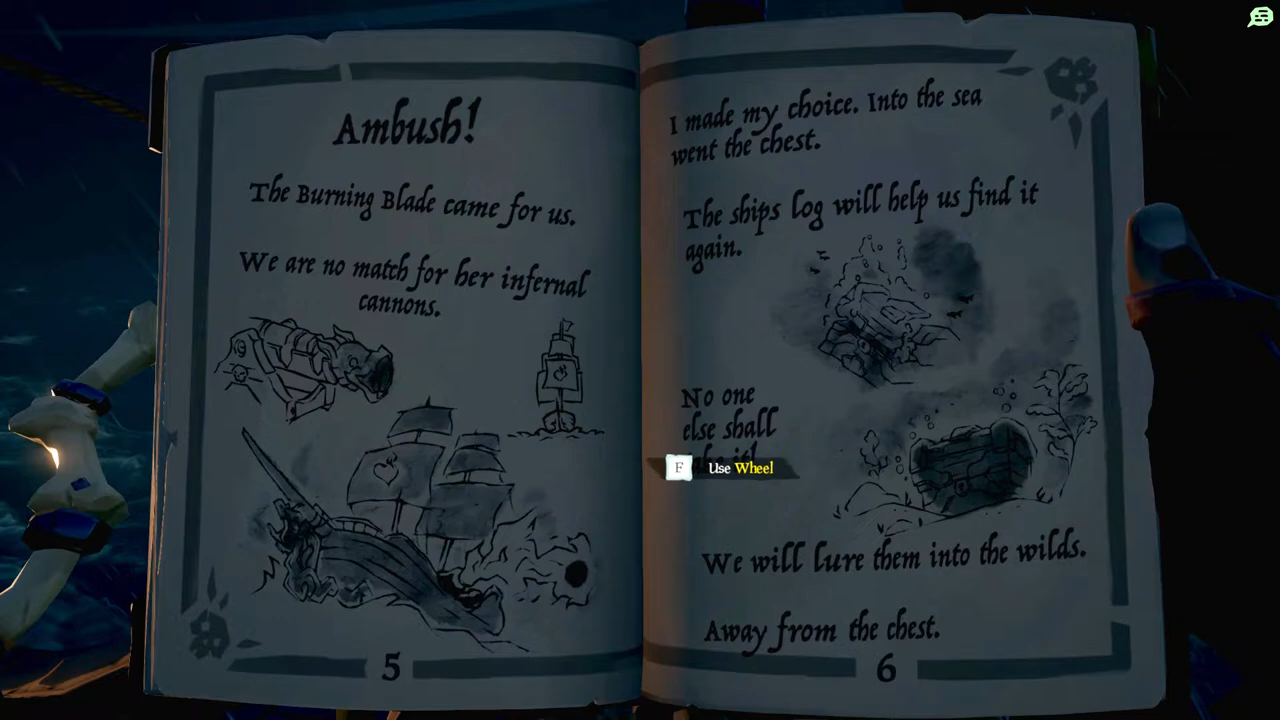 Ambush!
The Burning Blade came for us.
We are no match for her infernal
cannons.
5
I made my choice. Into the sea
went the chest.
The ships log will help us find it
again.
No one
else shall
F Use Wheel
We will lure them into the wilds.
Away from the chest.
6